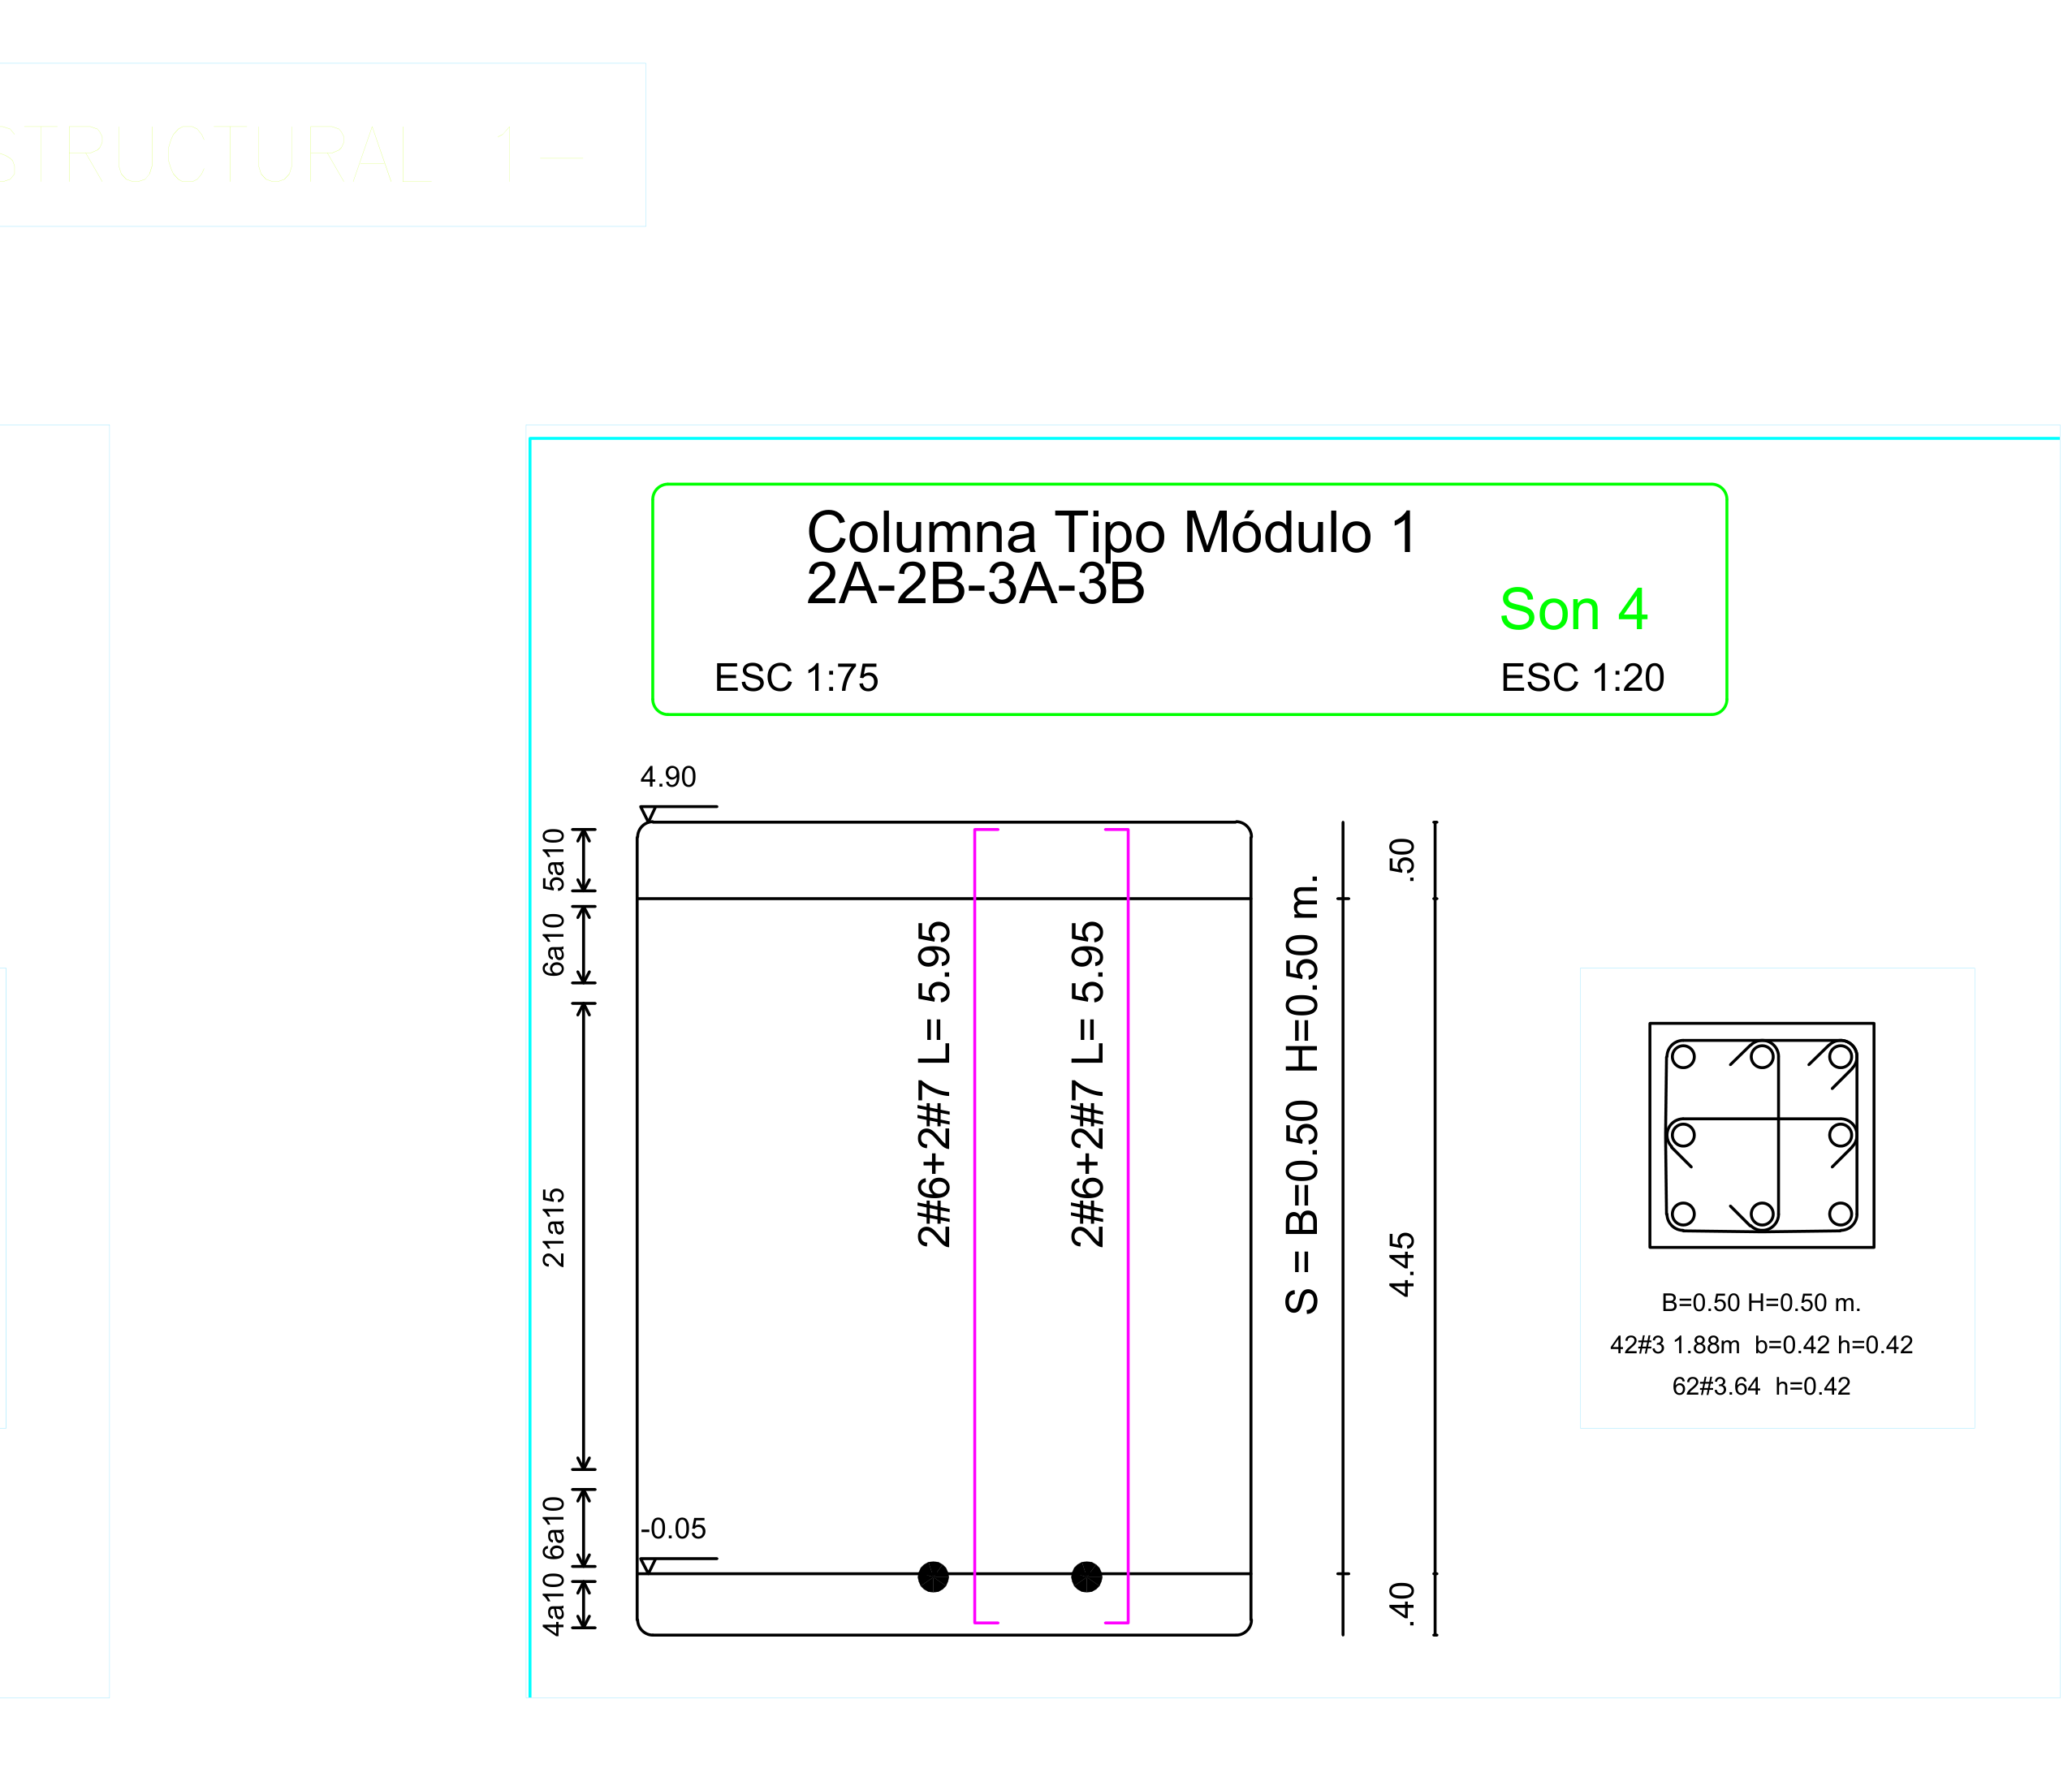 STRUCTURAL 1-
Columna Tipo Módulo 1
2A-2B-3A-3B
Son 4
ESC 1:75
ESC 1:20
4.90
5a10
6a10
21a15
6a10
4a10
-0.05
2#6+2#7 L= 5.95
2#6+2#7 L= 5.95
S = B=0.50 H=0.50 m.
.50
4.45
.40
B=0.50 H=0.50 m.
42#3 1.88m b=0.42 h=0.42
62#3.64 h=0.42